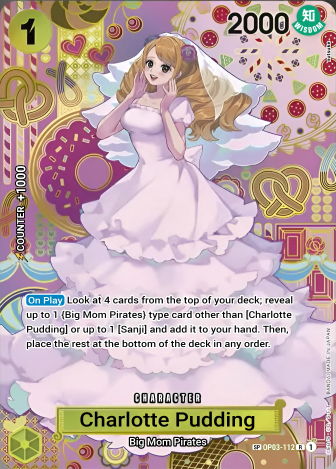 1
2000
知
WISDOM
COUNTER +1000
On Play Look at 4 cards from the top of your deck; reveal
up to 1 {Big Mom Pirates} type card other than [Charlotte
Pudding] or up to 1 [Sanji] and add it to your hand. Then,
place the rest at the bottom of the deck in any order.
CHARACTER
Charlotte Pudding
Big Mom Pirates
SP OP03-112 R 1